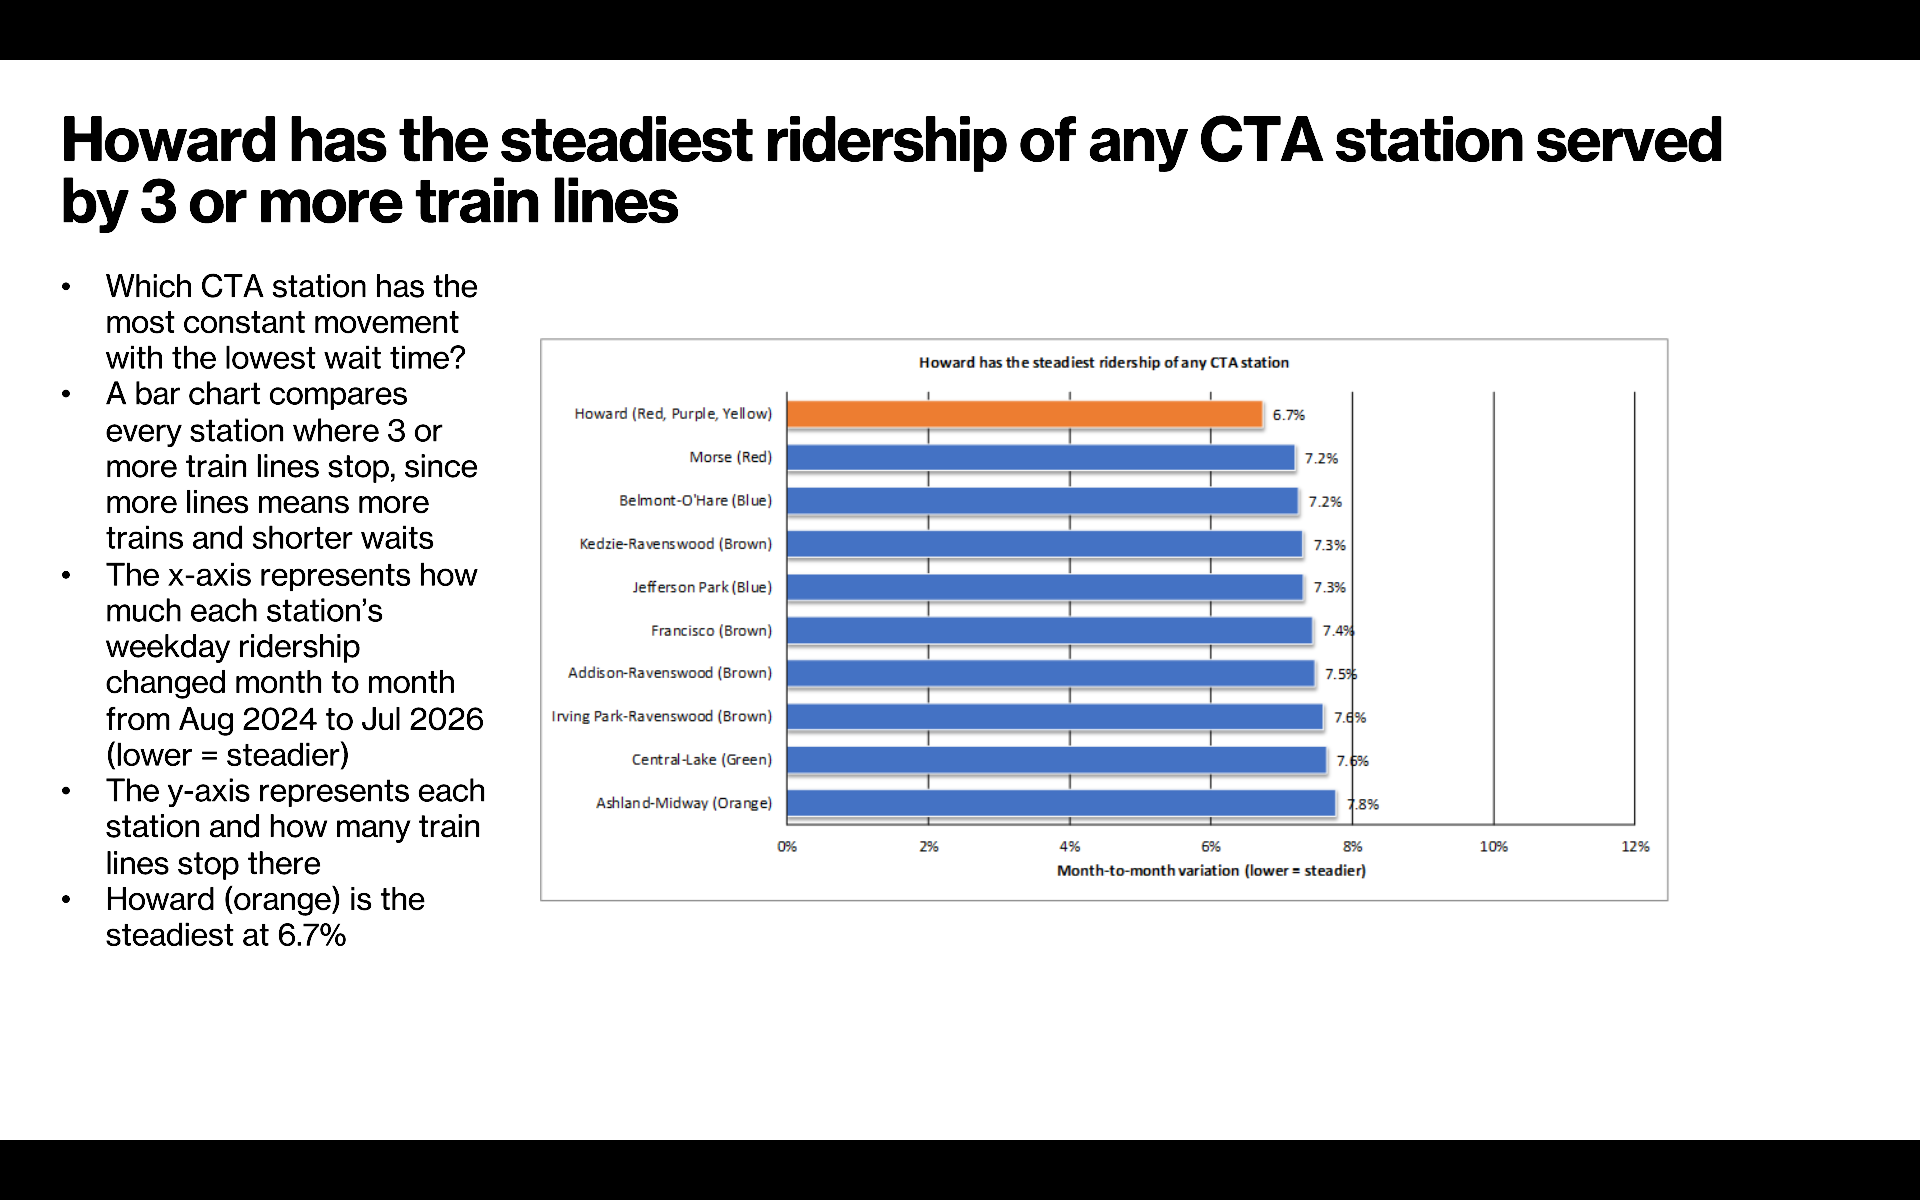 Howard has the steadiest ridership of any CTA station served
by 3 or more train lines
• Which CTA station has the
most constant movement
with the lowest wait time?
• A bar chart compares
every station where 3 or
more train lines stop, since
more lines means more
trains and shorter waits
• The x-axis represents how
much each station’s
weekday ridership
changed month to month
from Aug 2024 to Jul 2026
(lower = steadier)
• The y-axis represents each
station and how many train
lines stop there
• Howard (orange) is the
steadiest at 6.7%
Howard has the steadiest ridership of any CTA station
Howard (Red, Purple, Yellow) 6.7%
Morse (Red) 7.2%
Belmont-O'Hare (Blue) 7.2%
Kedzie-Ravenswood (Brown) 7.3%
Jefferson Park (Blue) 7.3%
Francisco (Brown) 7.4%
Addison-Ravenswood (Brown) 7.5%
Irving Park-Ravenswood (Brown) 7.6%
Central-Lake (Green) 7.6%
Ashland-Midway (Orange) 7.8%
0% 2% 4% 6% 8% 10% 12%
Month-to-month variation (lower = steadier)